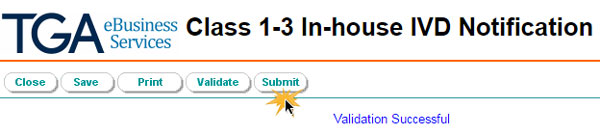 TGA eBusiness Services
Class 1-3 In-house IVD Notification
Close Save Print Validate Submit
Validation Successful